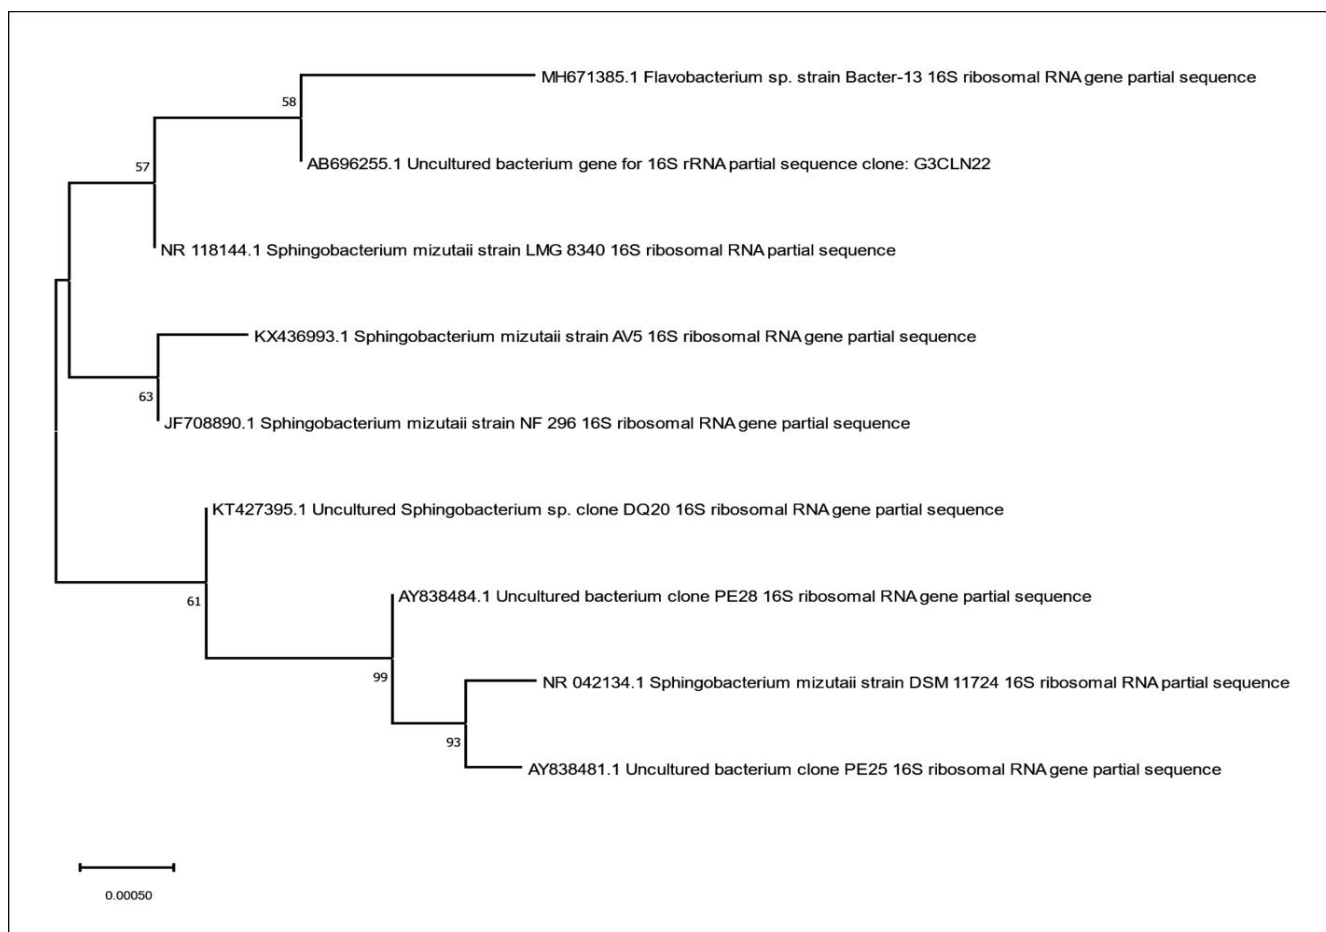 MH671385.1 Flavobacterium sp. strain Bacter-13 16S ribosomal RNA gene partial sequence
58
AB696255.1 Uncultured bacterium gene for 16S rRNA partial sequence clone: G3CLN22
57
NR 118144.1 Sphingobacterium mizutaii strain LMG 8340 16S ribosomal RNA partial sequence
KX436993.1 Sphingobacterium mizutaii strain AV5 16S ribosomal RNA gene partial sequence
63
JF708890.1 Sphingobacterium mizutaii strain NF 296 16S ribosomal RNA gene partial sequence
KT427395.1 Uncultured Sphingobacterium sp. clone DQ20 16S ribosomal RNA gene partial sequence
61
AY838484.1 Uncultured bacterium clone PE28 16S ribosomal RNA gene partial sequence
99
NR 042134.1 Sphingobacterium mizutaii strain DSM 11724 16S ribosomal RNA partial sequence
93
AY838481.1 Uncultured bacterium clone PE25 16S ribosomal RNA gene partial sequence
0.00050